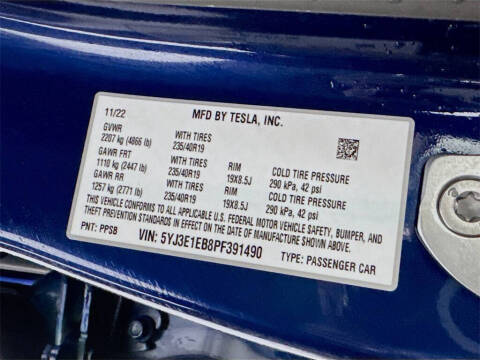 MFD BY TESLA, INC.
11/22
GVWR
2207 kg (4866 lb) WITH TIRES 235/40R19
GAWR FRT
1110 kg (2447 lb) WITH TIRES 235/40R19 RIM 19X8.5J COLD TIRE PRESSURE 290 kPa, 42 psi
GAWR RR
1257 kg (2771 lb) WITH TIRES 235/40R19 RIM 19X8.5J COLD TIRE PRESSURE 290 kPa, 42 psi
THIS VEHICLE CONFORMS TO ALL APPLICABLE U.S. FEDERAL MOTOR VEHICLE SAFETY, BUMPER, AND
THEFT PREVENTION STANDARDS IN EFFECT ON THE DATE OF MANUFACTURE SHOWN ABOVE.
PNT: PPSB VIN: 5YJ3E1EB8PF391490 TYPE: PASSENGER CAR